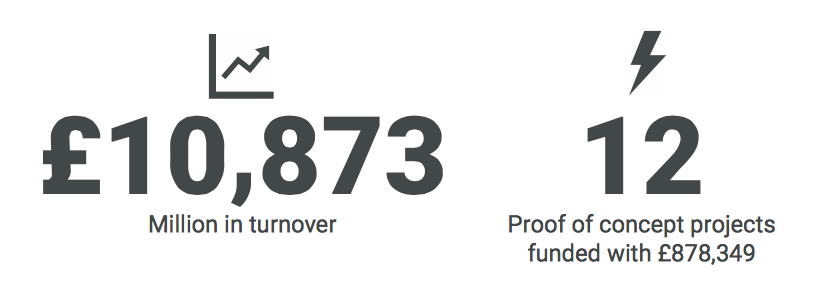 £10,873
Million in turnover
12
Proof of concept projects
funded with £878,349